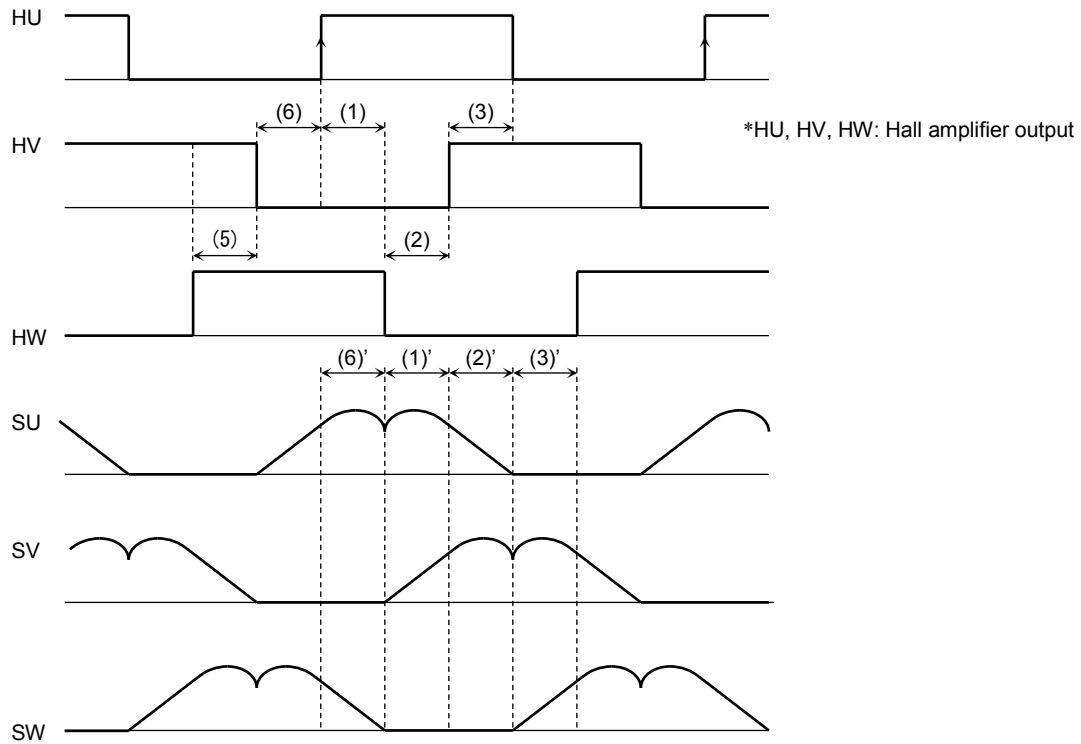 HU
(6) (1) (3)
*HU, HV, HW: Hall amplifier output
HV
(5) (2)
HW
(6)’ (1)’ (2)’ (3)’
SU
SV
SW